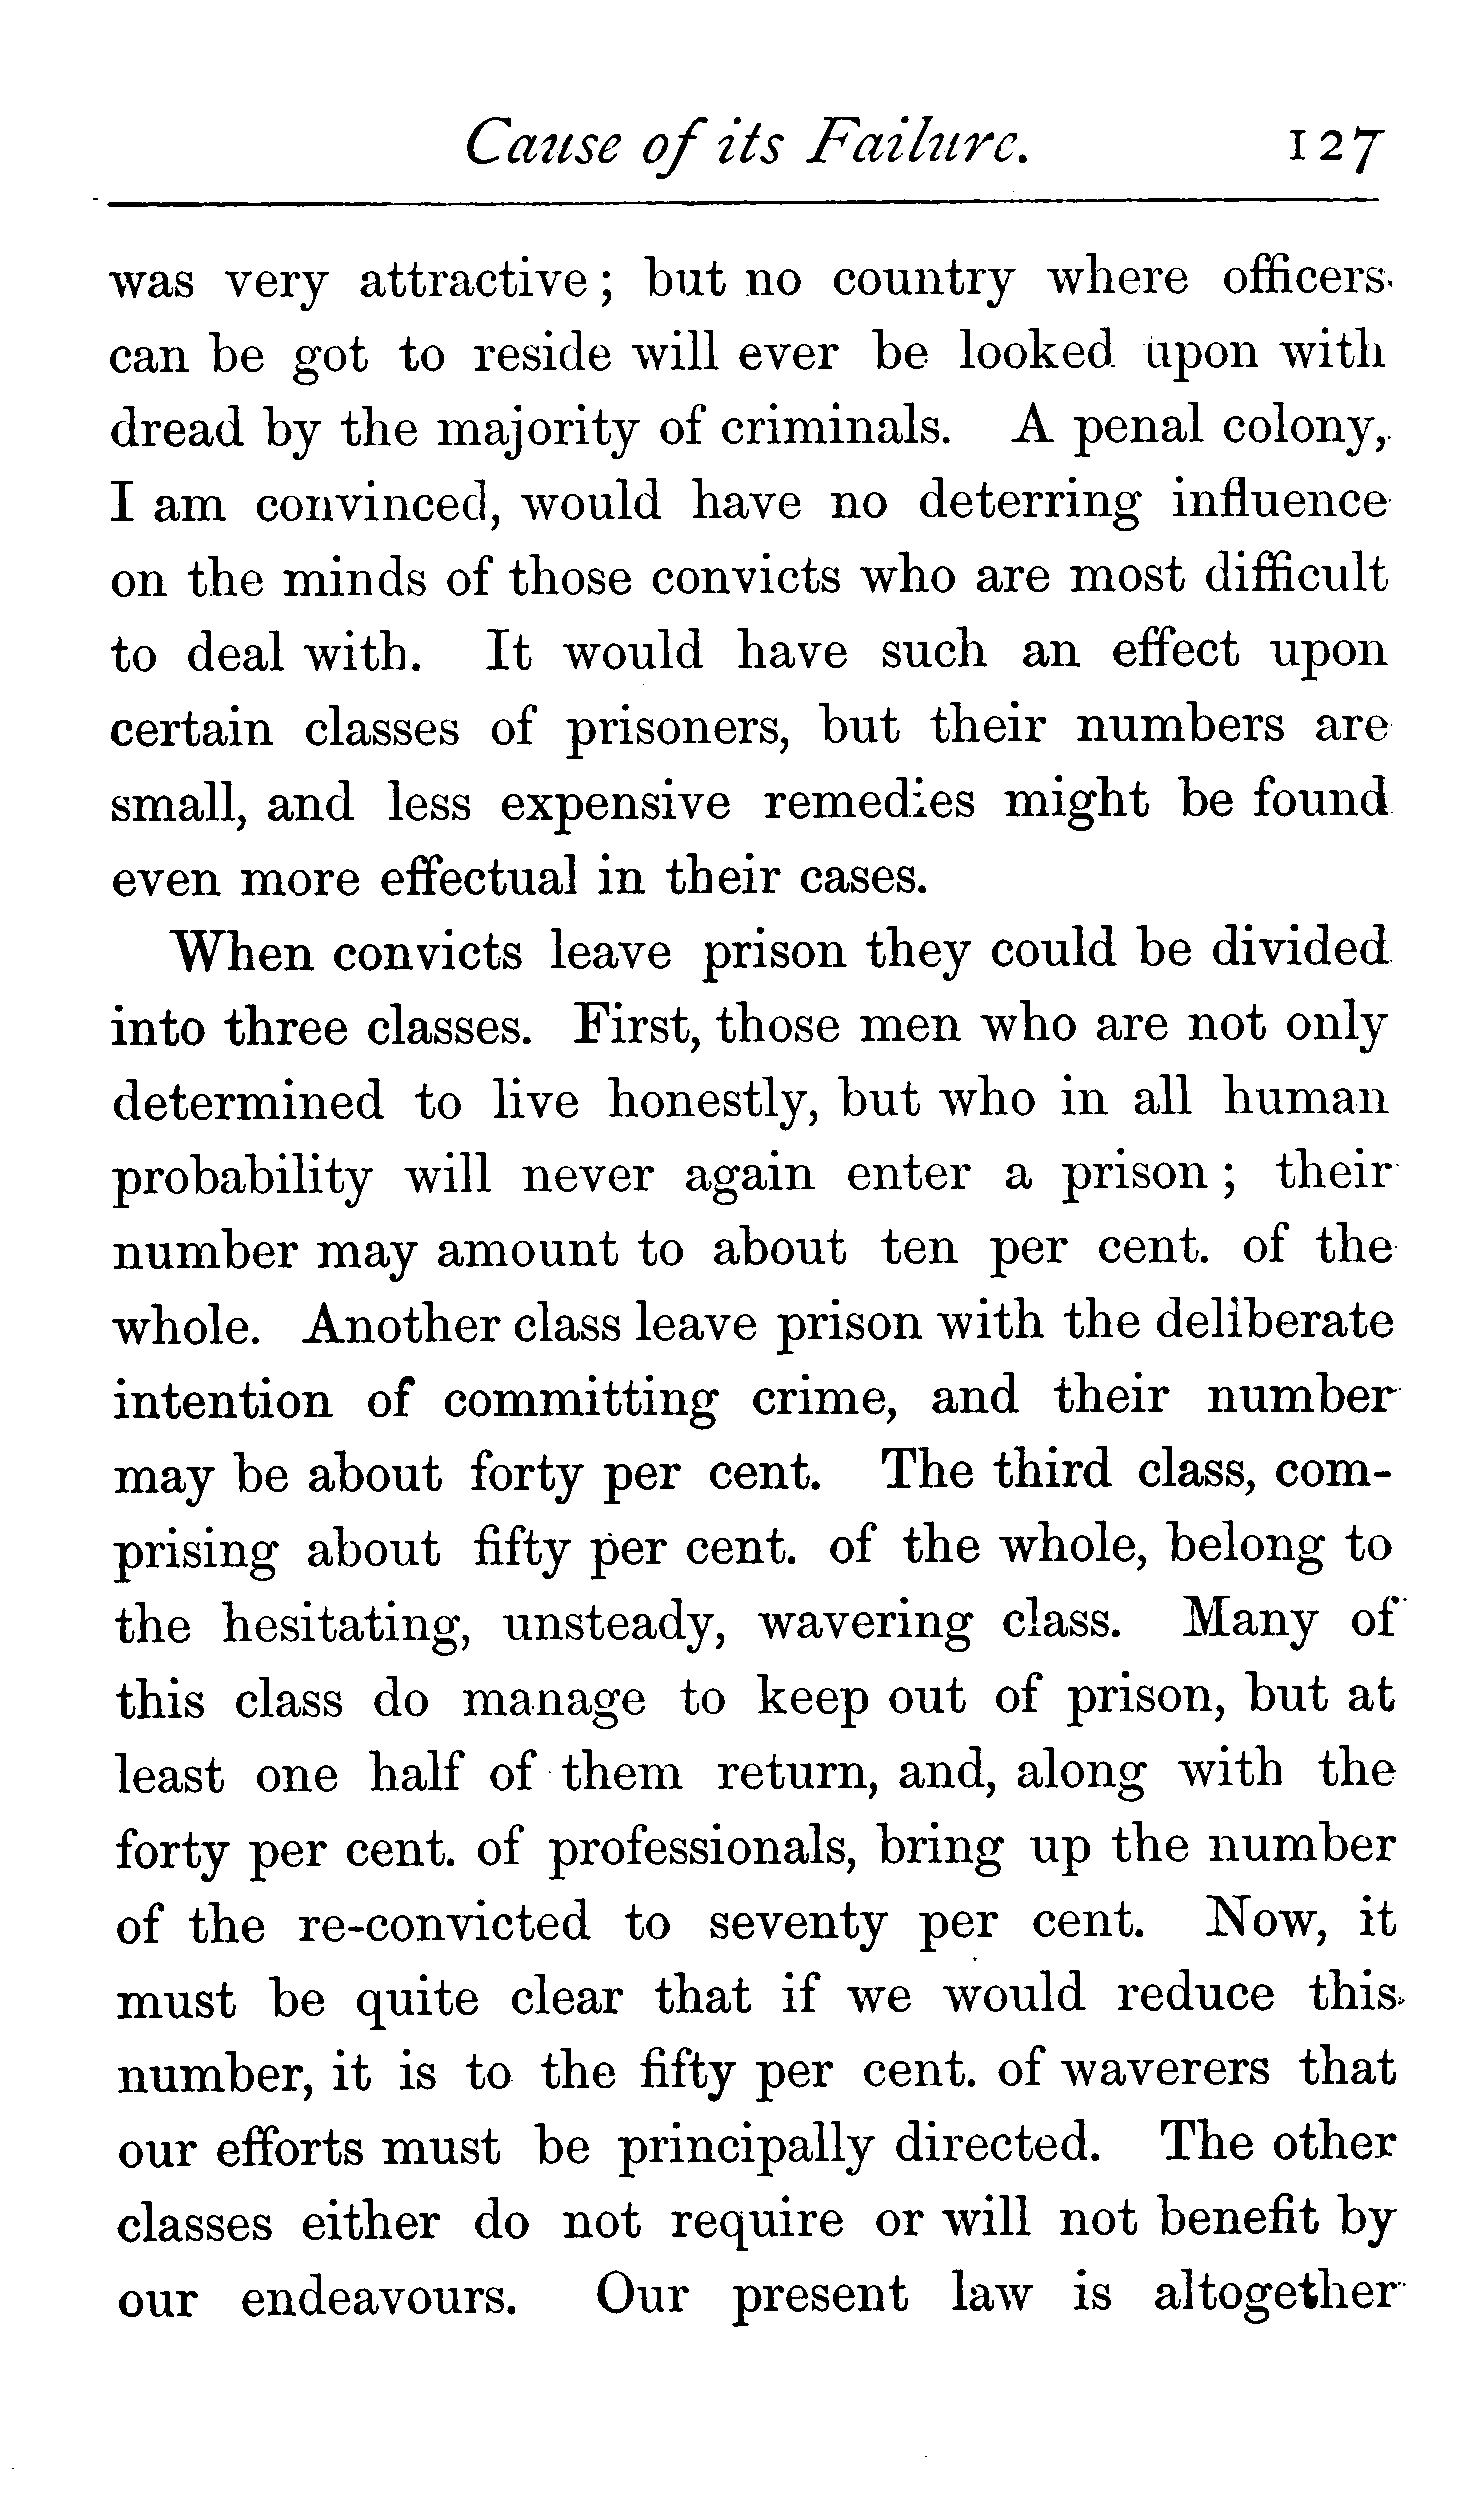 Cause of its Failure. 127
was very attractive; but no country where officers
can be got to reside will ever be looked upon with
dread by the majority of criminals. A penal colony,
I am convinced, would have no deterring influence
on the minds of those convicts who are most difficult
to deal with. It would have such an effect upon
certain classes of prisoners, but their numbers are
small, and less expensive remedies might be found
even more effectual in their cases.
When convicts leave prison they could be divided
into three classes. First, those men who are not only
determined to live honestly, but who in all human
probability will never again enter a prison; their
number may amount to about ten per cent. of the
whole. Another class leave prison with the deliberate
intention of committing crime, and their number
may be about forty per cent. The third class, com-
prising about fifty per cent. of the whole, belong to
the hesitating, unsteady, wavering class. Many of
this class do manage to keep out of prison, but at
least one half of them return, and, along with the
forty per cent. of professionals, bring up the number
of the re-convicted to seventy per cent. Now, it
must be quite clear that if we would reduce this
number, it is to the fifty per cent. of waverers that
our efforts must be principally directed. The other
classes either do not require or will not benefit by
our endeavours. Our present law is altogether